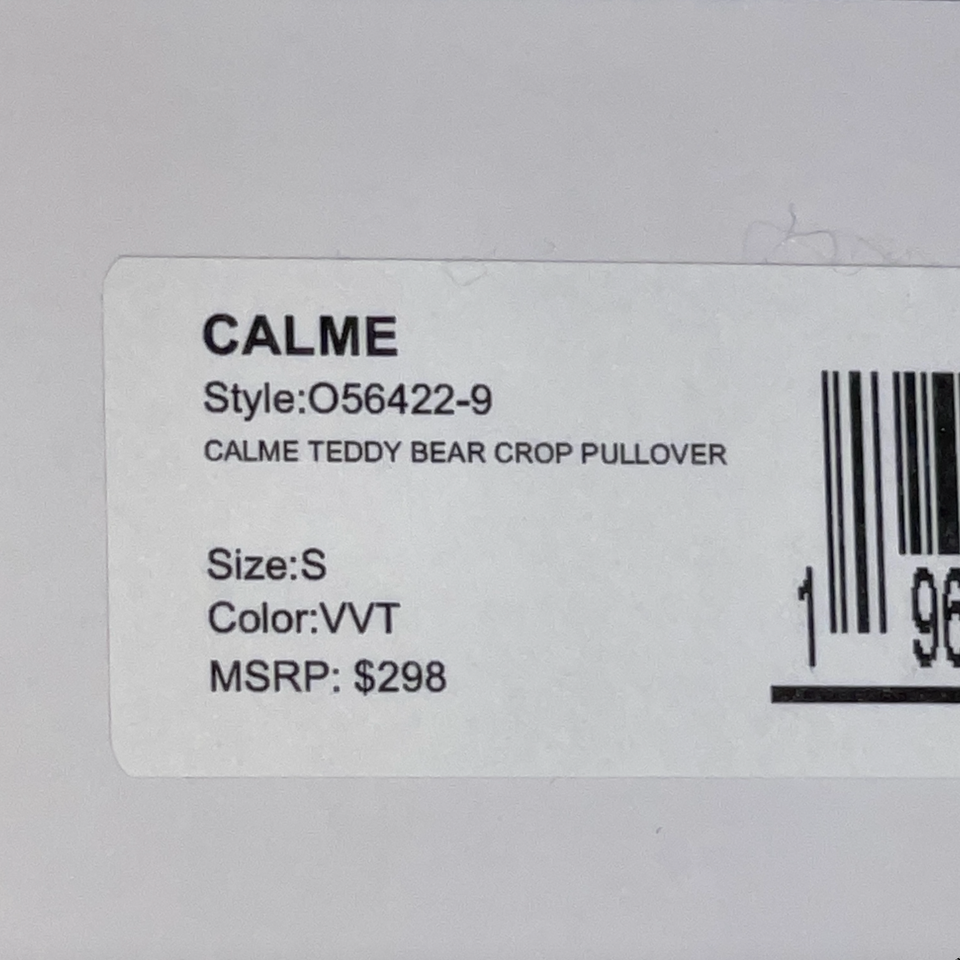 CALME
Style:O56422-9
CALME TEDDY BEAR CROP PULLOVER
Size:S
Color:VVT
MSRP: $298
1 96